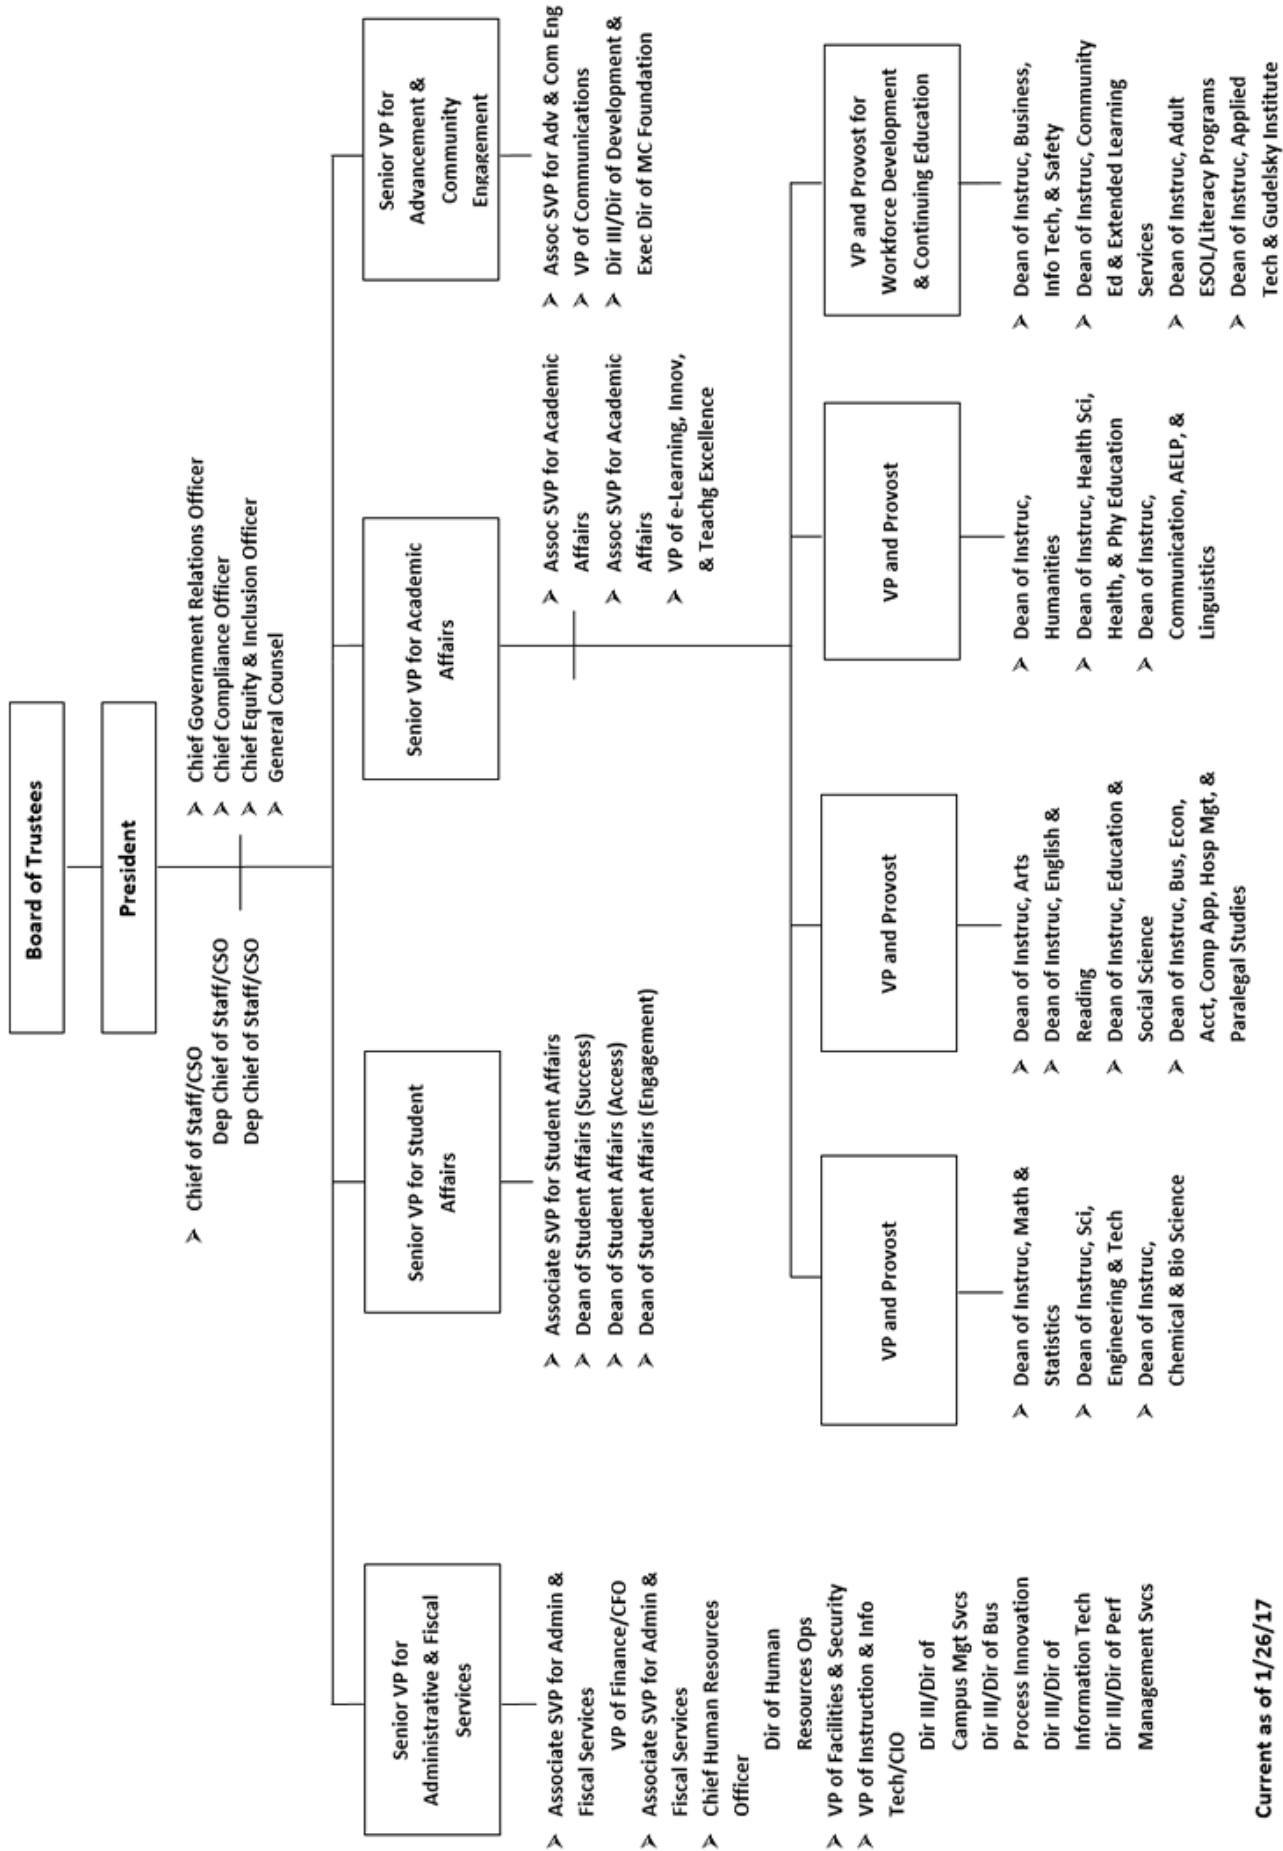 Board of Trustees
President
➢ Chief of Staff/CSO
Dep Chief of Staff/CSO
Dep Chief of Staff/CSO
➢ Chief Government Relations Officer
➢ Chief Compliance Officer
➢ Chief Equity & Inclusion Officer
➢ General Counsel
Senior VP for
Administrative & Fiscal
Services
➢ Associate SVP for Admin &
Fiscal Services
VP of Finance/CFO
➢ Associate SVP for Admin &
Fiscal Services
➢ Chief Human Resources
Officer
Dir of Human
Resources Ops
➢ VP of Facilities & Security
➢ VP of Instruction & Info
Tech/CIO
Dir III/Dir of
Campus Mgt Svcs
Dir III/Dir of Bus
Process Innovation
Dir III/Dir of
Information Tech
Dir III/Dir of Perf
Management Svcs
Senior VP for Student
Affairs
➢ Associate SVP for Student Affairs
➢ Dean of Student Affairs (Success)
➢ Dean of Student Affairs (Access)
➢ Dean of Student Affairs (Engagement)
Senior VP for Academic
Affairs
➢ Assoc SVP for Academic
Affairs
➢ Assoc SVP for Academic
Affairs
➢ VP of e-Learning, Innov,
& Teachg Excellence
Senior VP for
Advancement &
Community
Engagement
➢ Assoc SVP for Adv & Com Eng
➢ VP of Communications
➢ Dir III/Dir of Development &
Exec Dir of MC Foundation
VP and Provost
➢ Dean of Instruc, Math &
Statistics
➢ Dean of Instruc, Sci,
Engineering & Tech
➢ Dean of Instruc,
Chemical & Bio Science
VP and Provost
➢ Dean of Instruc, Arts
➢ Dean of Instruc, English &
Reading
➢ Dean of Instruc, Education &
Social Science
➢ Dean of Instruc, Bus, Econ,
Acct, Comp App, Hosp Mgt, &
Paralegal Studies
VP and Provost
➢ Dean of Instruc,
Humanities
➢ Dean of Instruc, Health Sci,
Health, & Phy Education
➢ Dean of Instruc,
Communication, AELP, &
Linguistics
VP and Provost for
Workforce Development
& Continuing Education
➢ Dean of Instruc, Business,
Info Tech, & Safety
➢ Dean of Instruc, Community
Ed & Extended Learning
Services
➢ Dean of Instruc, Adult
ESOL/Literacy Programs
➢ Dean of Instruc, Applied
Tech & Gudelsky Institute
Current as of 1/26/17